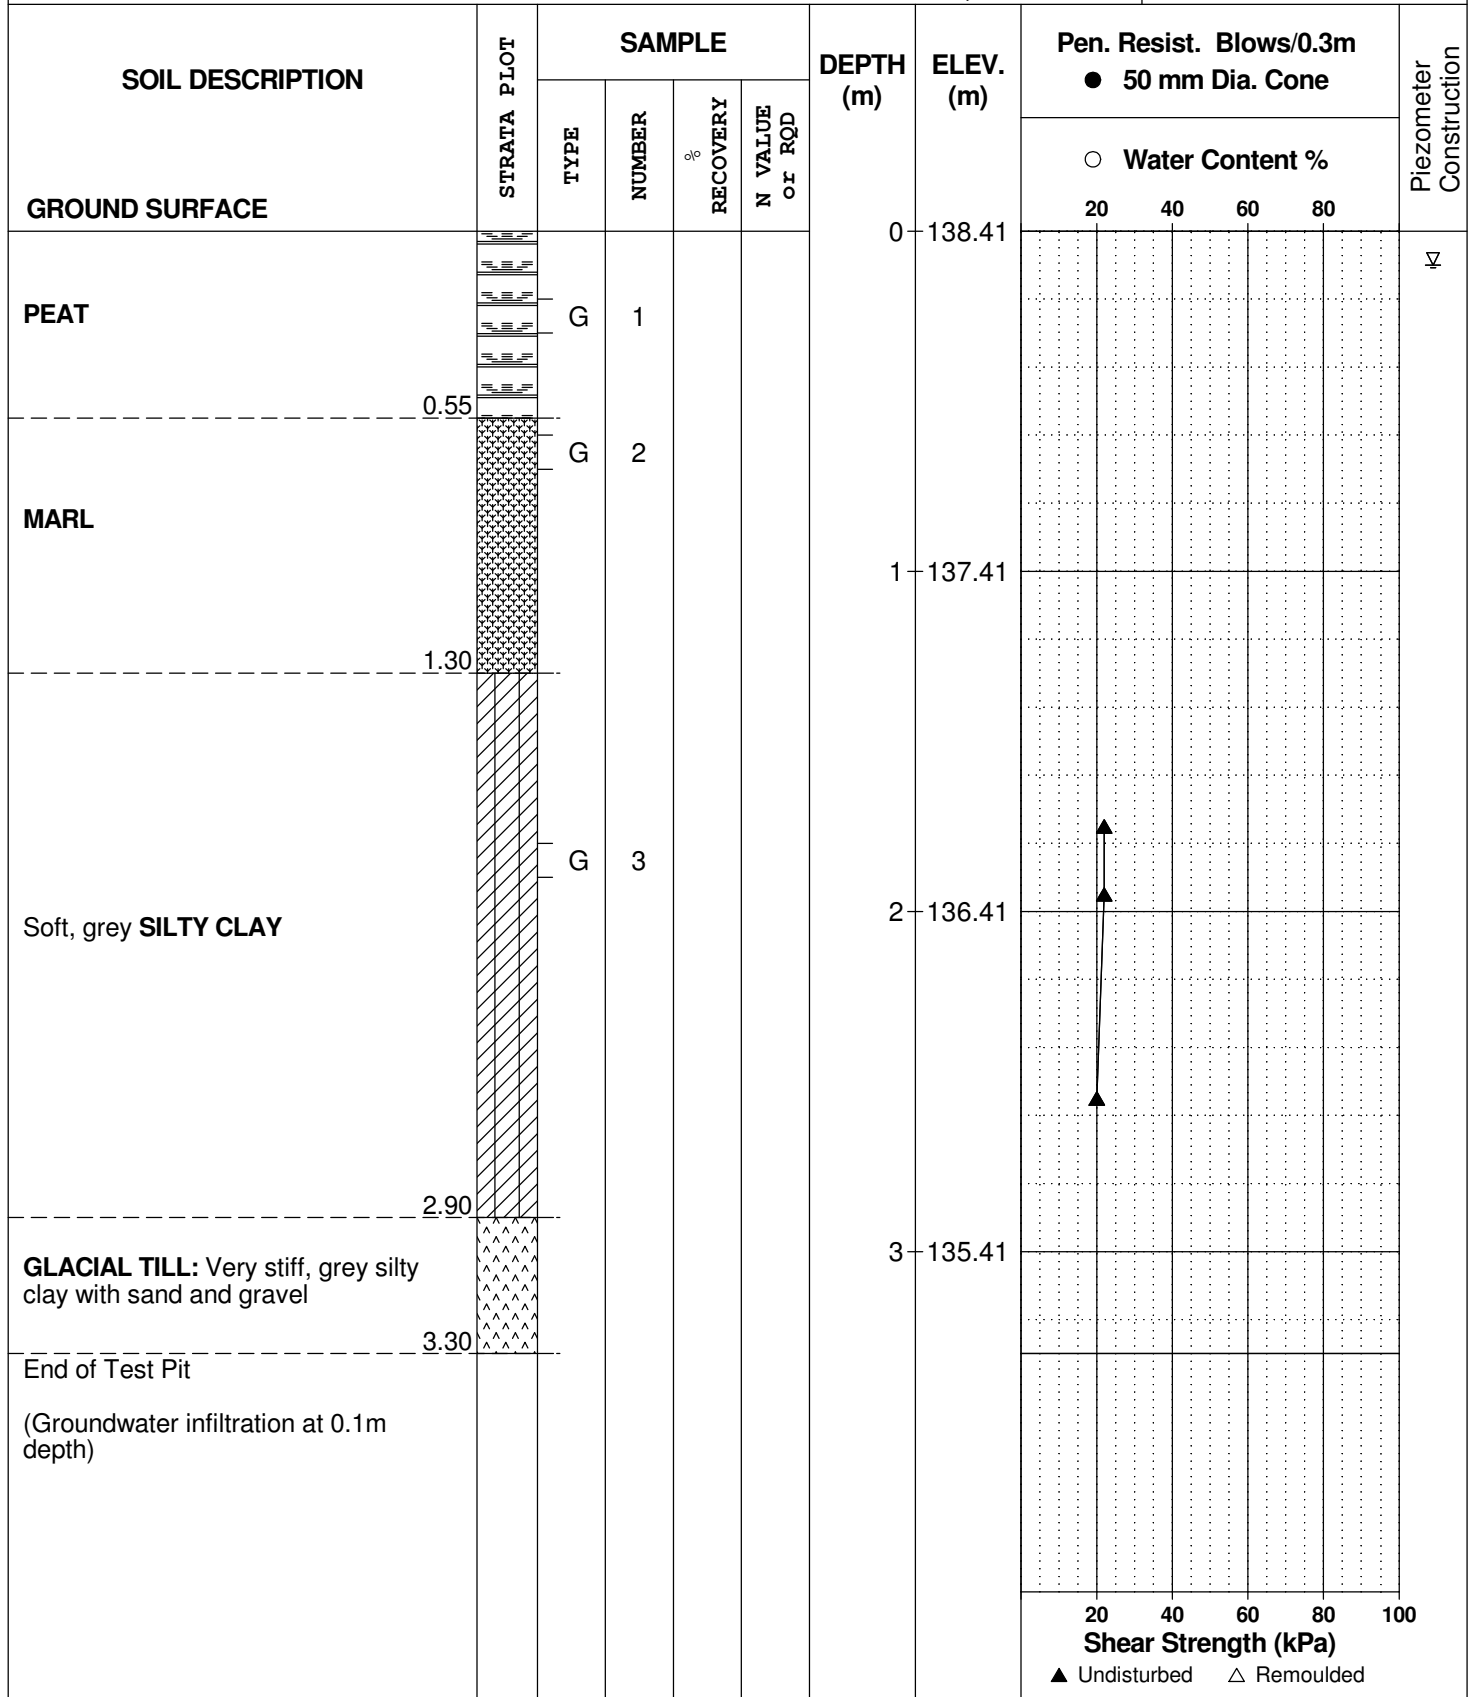 SOIL DESCRIPTION
GROUND SURFACE
STRATA PLOT
SAMPLE
TYPE
NUMBER
%
RECOVERY
N VALUE
or RQD
DEPTH
(m)
ELEV.
(m)
Pen. Resist. Blows/0.3m
● 50 mm Dia. Cone
○ Water Content %
20 40 60 80
Piezometer
Construction
0 138.41
PEAT
G 1
0.55
G 2
MARL
1 137.41
1.30
G 3
2 136.41
Soft, grey SILTY CLAY
2.90
3 135.41
GLACIAL TILL: Very stiff, grey silty
clay with sand and gravel
3.30
End of Test Pit
(Groundwater infiltration at 0.1m
depth)
20 40 60 80 100
Shear Strength (kPa)
▲ Undisturbed △ Remoulded